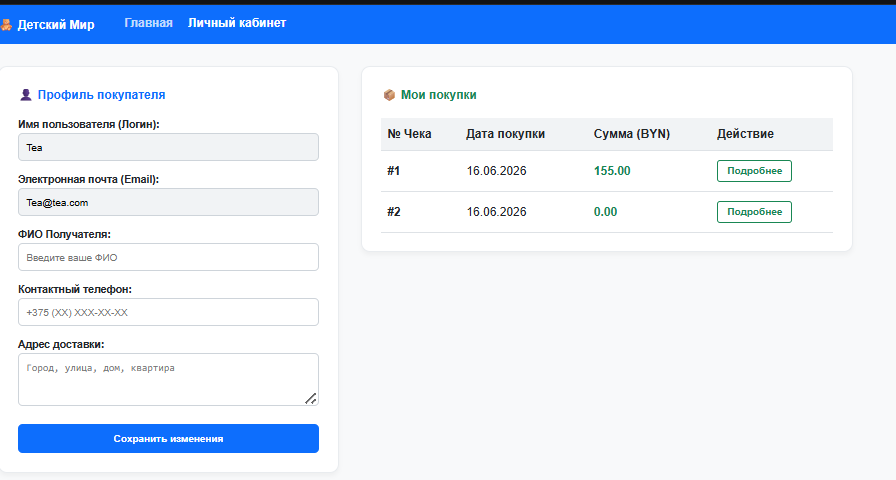 Детский Мир Главная Личный кабинет
Профиль покупателя
Имя пользователя (Логин):
Tea
Электронная почта (Email):
Tea@tea.com
ФИО Получателя:
Введите ваше ФИО
Контактный телефон:
+375 (XX) XXX-XX-XX
Адрес доставки:
Город, улица, дом, квартира
Сохранить изменения
Мои покупки
№ Чека Дата покупки Сумма (BYN) Действие
#1 16.06.2026 155.00 Подробнее
#2 16.06.2026 0.00 Подробнее